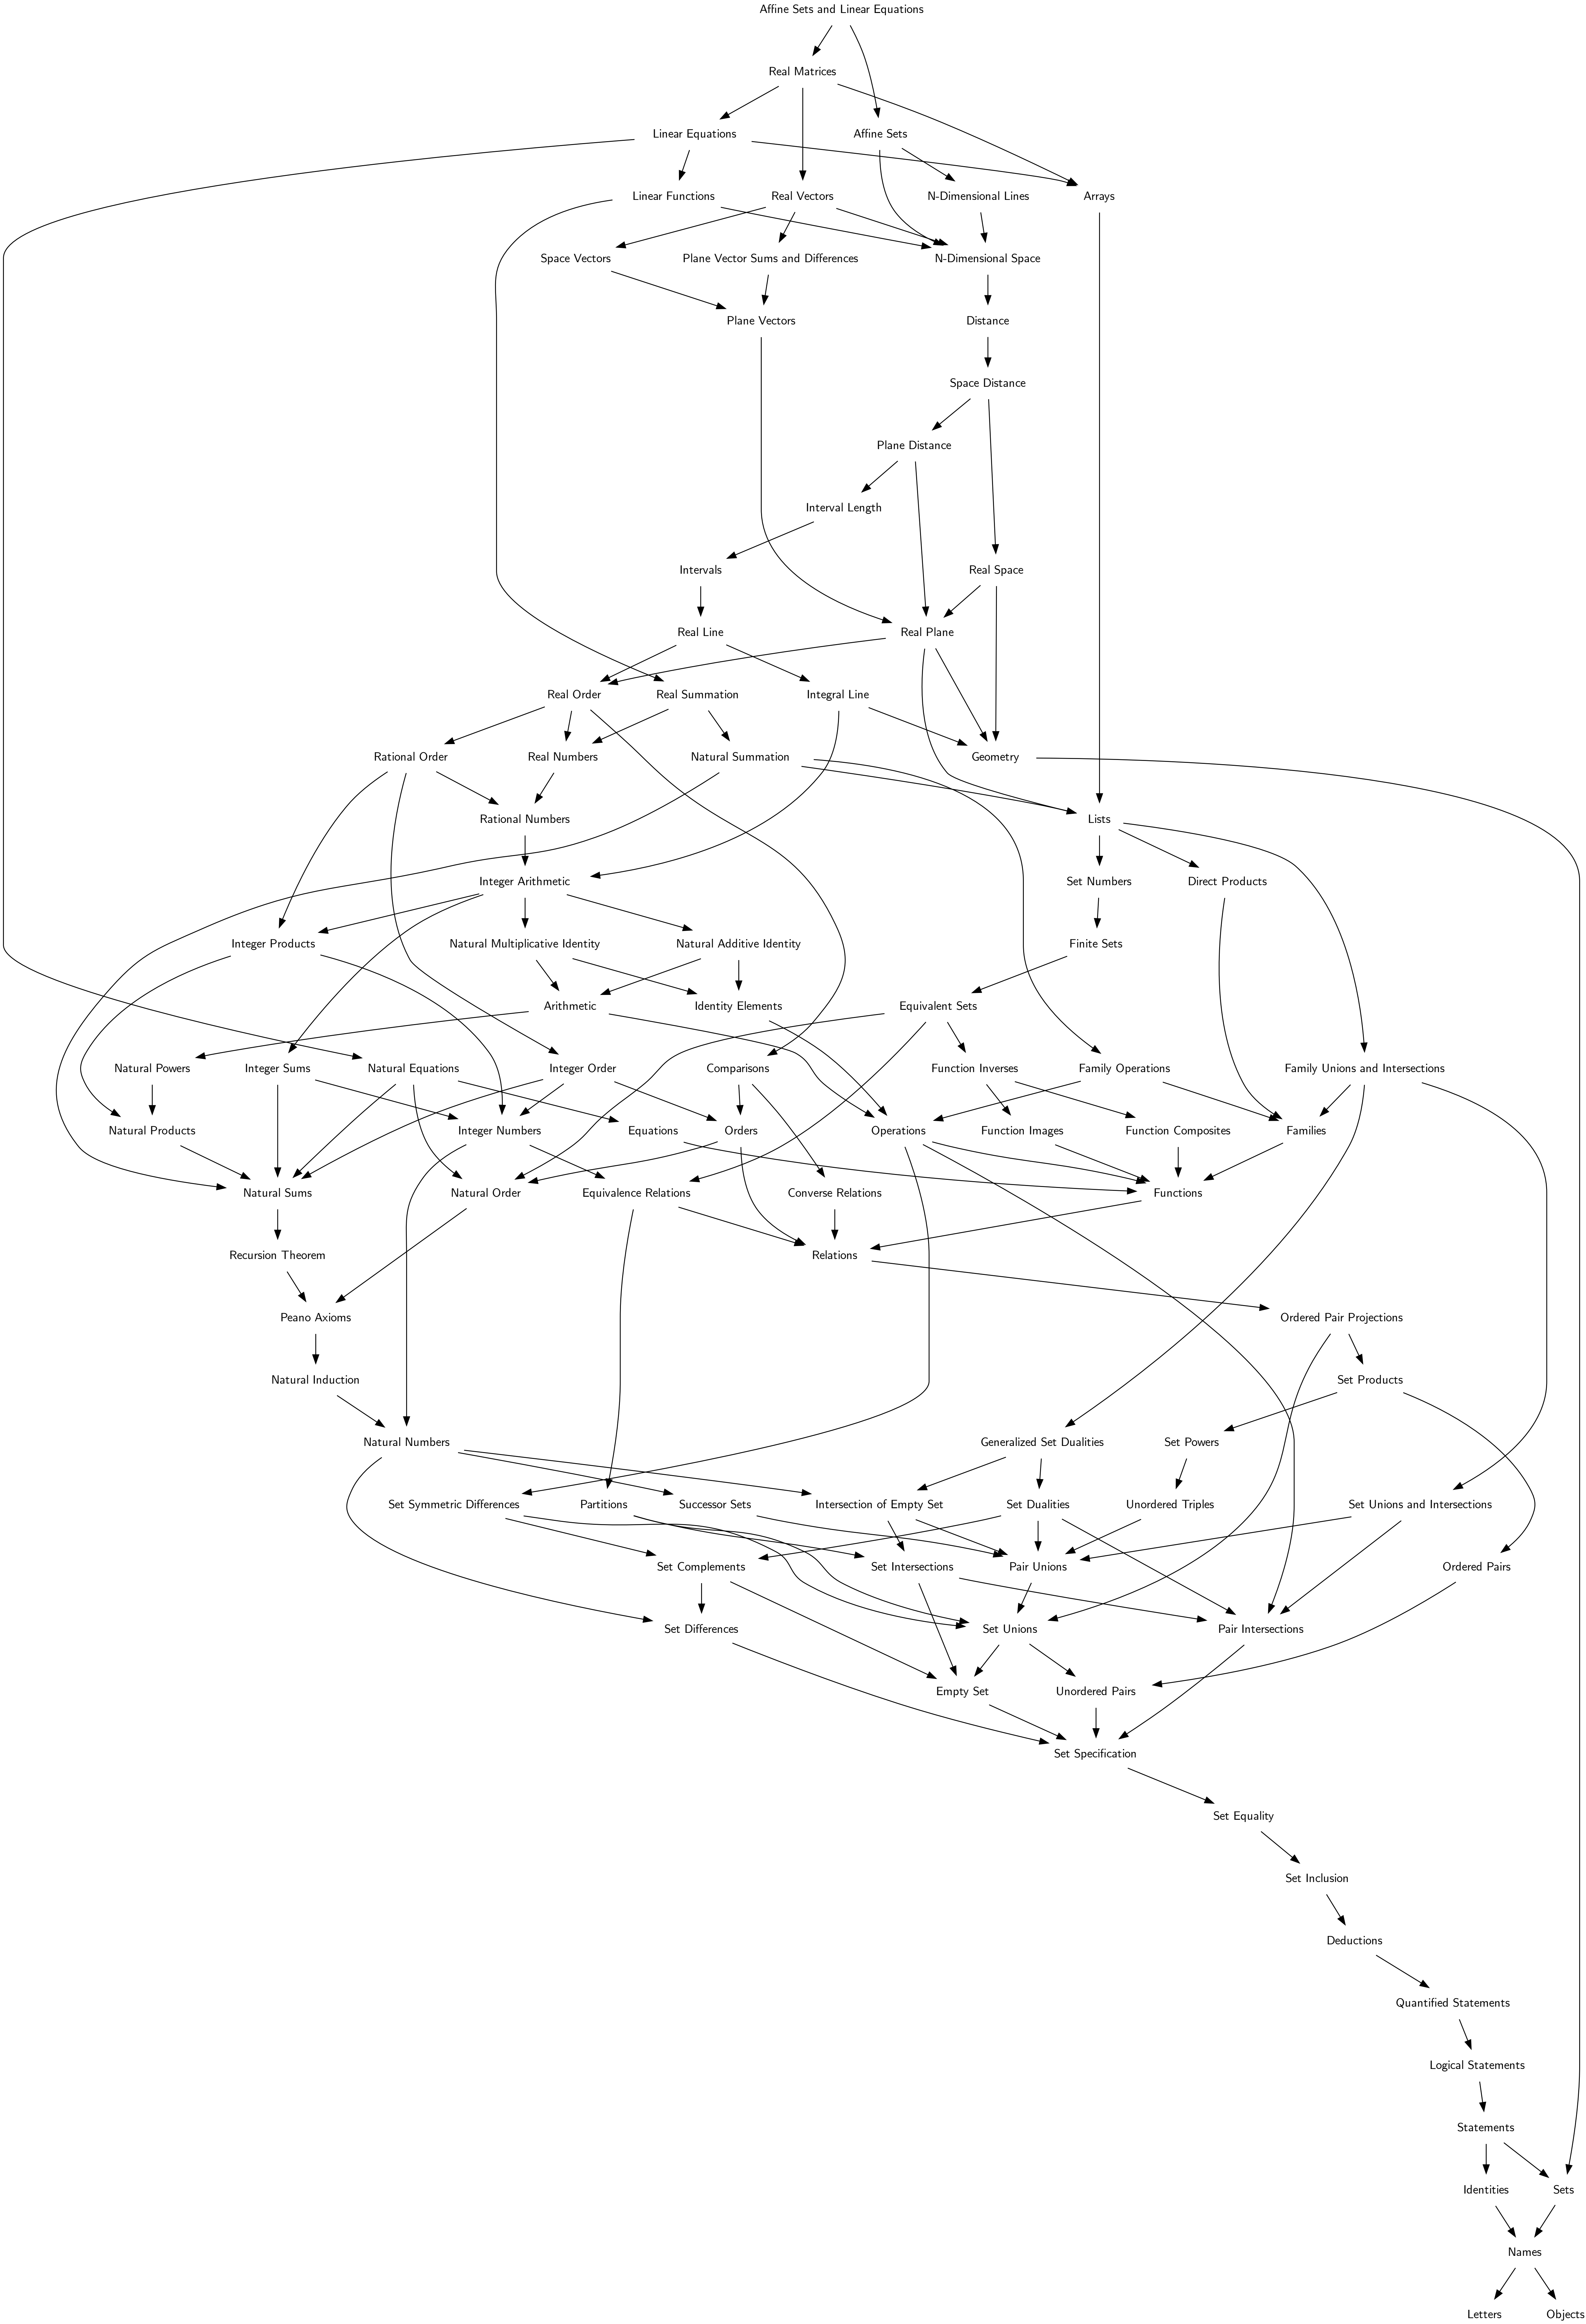 Affine Sets and Linear Equations
Real Matrices
Linear Equations
Affine Sets
Linear Functions
Real Vectors
N-Dimensional Lines
Arrays
Space Vectors
Plane Vector Sums and Differences
N-Dimensional Space
Plane Vectors
Distance
Space Distance
Plane Distance
Interval Length
Intervals
Real Space
Real Line
Real Plane
Real Order
Real Summation
Integral Line
Rational Order
Real Numbers
Natural Summation
Geometry
Rational Numbers
Lists
Integer Arithmetic
Set Numbers
Direct Products
Integer Products
Natural Multiplicative Identity
Natural Additive Identity
Finite Sets
Arithmetic
Identity Elements
Equivalent Sets
Natural Powers
Integer Sums
Natural Equations
Integer Order
Comparisons
Function Inverses
Family Operations
Family Unions and Intersections
Natural Products
Integer Numbers
Equations
Orders
Operations
Function Images
Function Composites
Families
Natural Sums
Natural Order
Equivalence Relations
Converse Relations
Functions
Recursion Theorem
Relations
Peano Axioms
Ordered Pair Projections
Natural Induction
Set Products
Natural Numbers
Generalized Set Dualities
Set Powers
Set Symmetric Differences
Partitions
Successor Sets
Intersection of Empty Set
Set Dualities
Unordered Triples
Set Unions and Intersections
Set Complements
Set Intersections
Pair Unions
Ordered Pairs
Set Differences
Set Unions
Pair Intersections
Empty Set
Unordered Pairs
Set Specification
Set Equality
Set Inclusion
Deductions
Quantified Statements
Logical Statements
Statements
Identities
Sets
Names
Letters
Objects